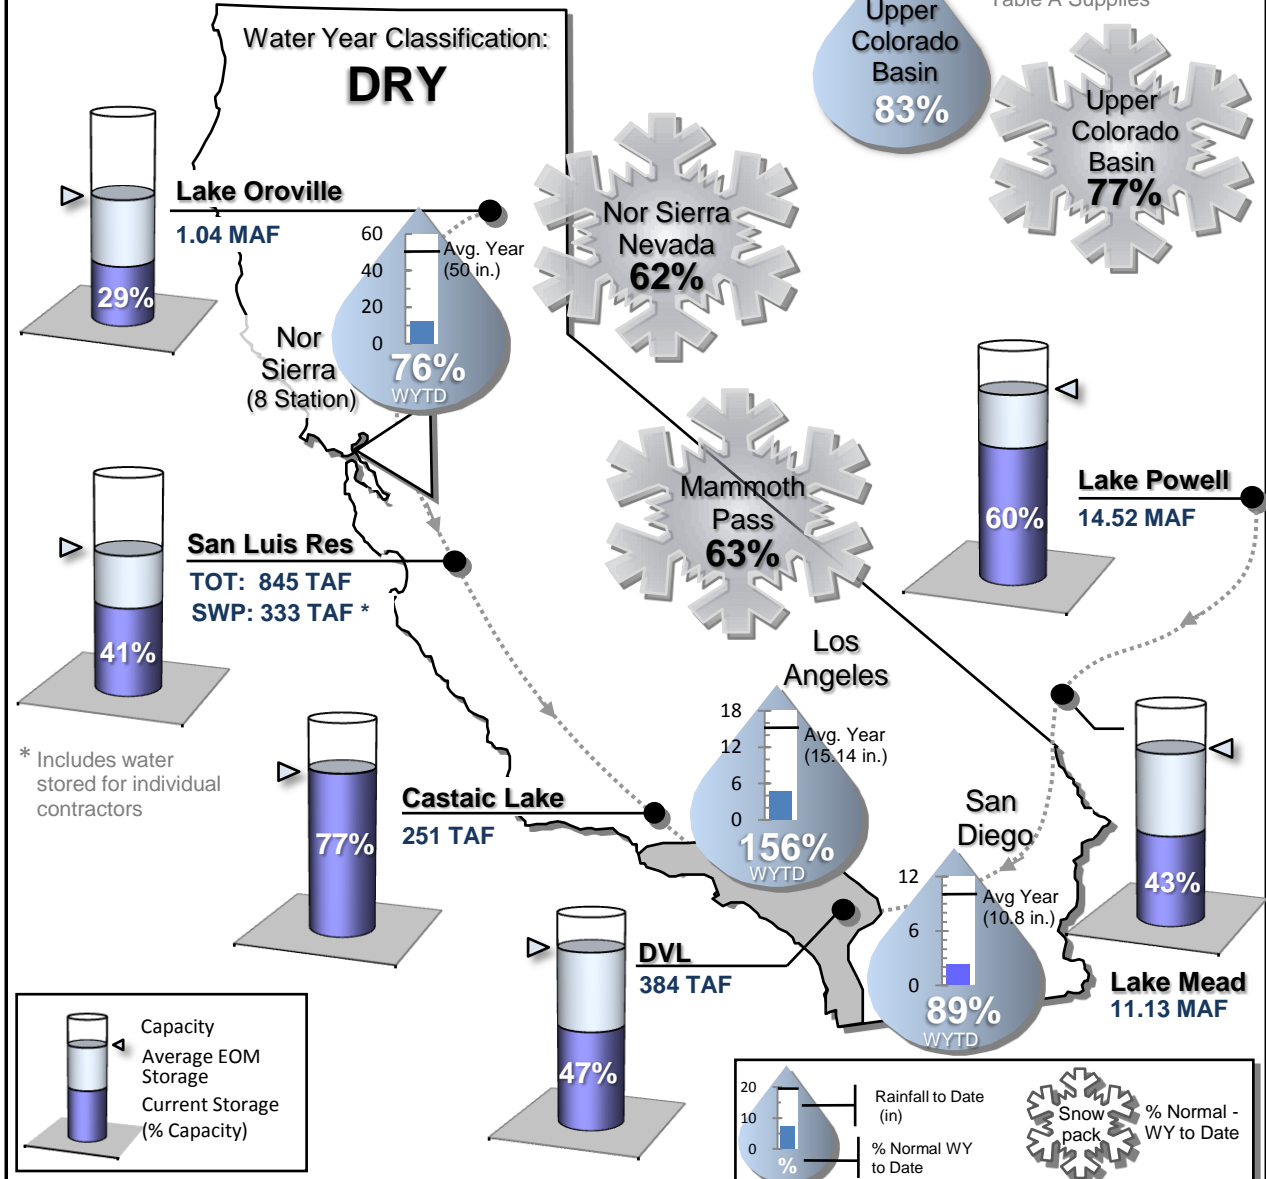 Table A Supplies
Water Year Classification:
DRY
Upper
Colorado
Basin
83%
Upper
Colorado
Basin
77%
Lake Oroville
1.04 MAF
29%
60
40
20
0
Avg. Year
(50 in.)
76%
WYTD
Nor
Sierra
(8 Station)
Nor Sierra
Nevada
62%
Mammoth
Pass
63%
60%
Lake Powell
14.52 MAF
San Luis Res
TOT: 845 TAF
SWP: 333 TAF *
41%
* Includes water
stored for individual
contractors
77%
Castaic Lake
251 TAF
Los
Angeles
18
12
6
0
Avg. Year
(15.14 in.)
156%
WYTD
San
Diego
12
6
0
Avg Year
(10.8 in.)
89%
WYTD
43%
Lake Mead
11.13 MAF
DVL
384 TAF
47%
Capacity
Average EOM
Storage
Current Storage
(% Capacity)
20
10
0
%
Rainfall to Date
(in)
% Normal WY
to Date
Snow
pack
% Normal -
WY to Date